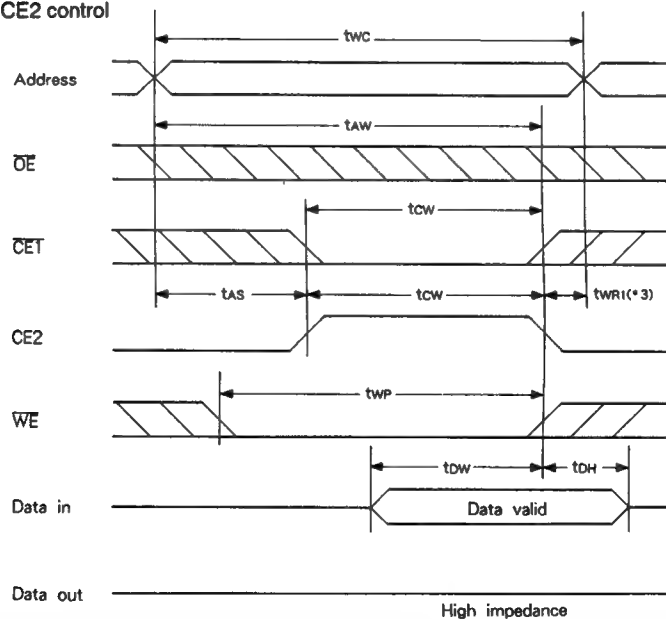 CE2 control
tWC
Address
tAW
OE
tCW
CE1
tAS
tCW
tWR1(*3)
CE2
tWP
WE
tDW
tDH
Data in
Data valid
Data out
High impedance